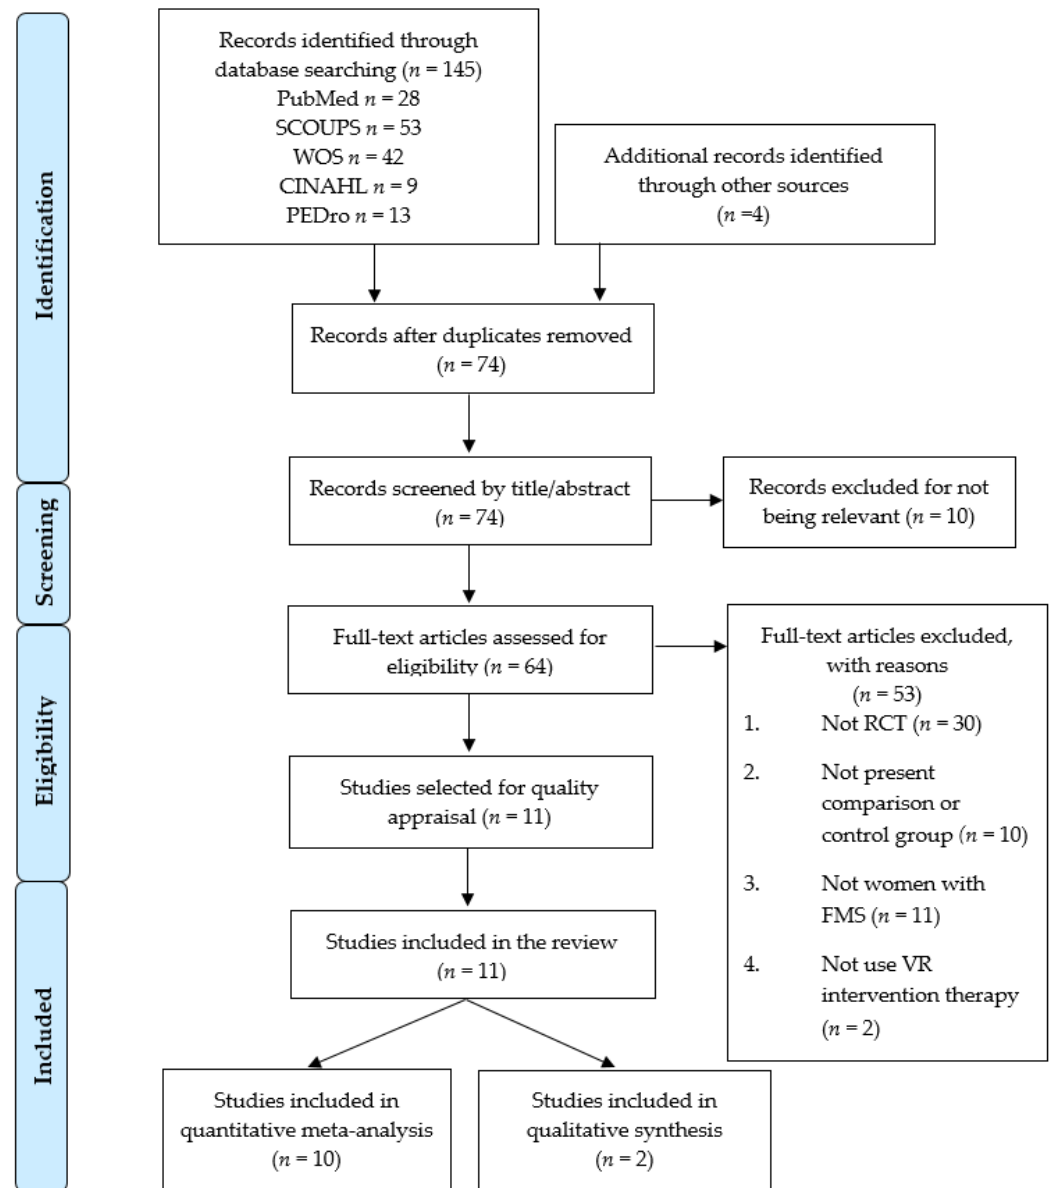 Identification
Records identified through
database searching (n = 145)
PubMed n = 28
SCOUPS n = 53
WOS n = 42
CINAHL n = 9
PEDro n = 13
Additional records identified
through other sources
(n =4)
Records after duplicates removed
(n = 74)
Screening
Records screened by title/abstract
(n = 74)
Records excluded for not
being relevant (n = 10)
Eligibility
Full-text articles assessed for
eligibility (n = 64)
Full-text articles excluded,
with reasons
(n = 53)
1. Not RCT (n = 30)
2. Not present
comparison or
control group (n = 10)
3. Not women with
FMS (n = 11)
4. Not use VR
intervention therapy
(n = 2)
Studies selected for quality
appraisal (n = 11)
Included
Studies included in the review
(n = 11)
Studies included in
quantitative meta-analysis
(n = 10)
Studies included in
qualitative synthesis
(n = 2)